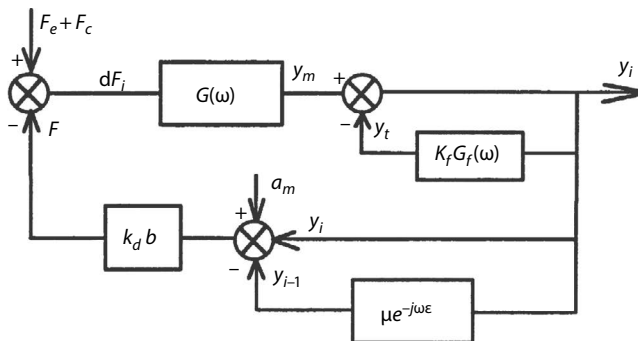 F_e + F_c
+
dF_i
G(ω)
y_m
+
y_i
−
F
−
y_t
K_f G_f(ω)
a_m
+
k_d b
y_i
−
y_{i−1}
μe^{−jωε}